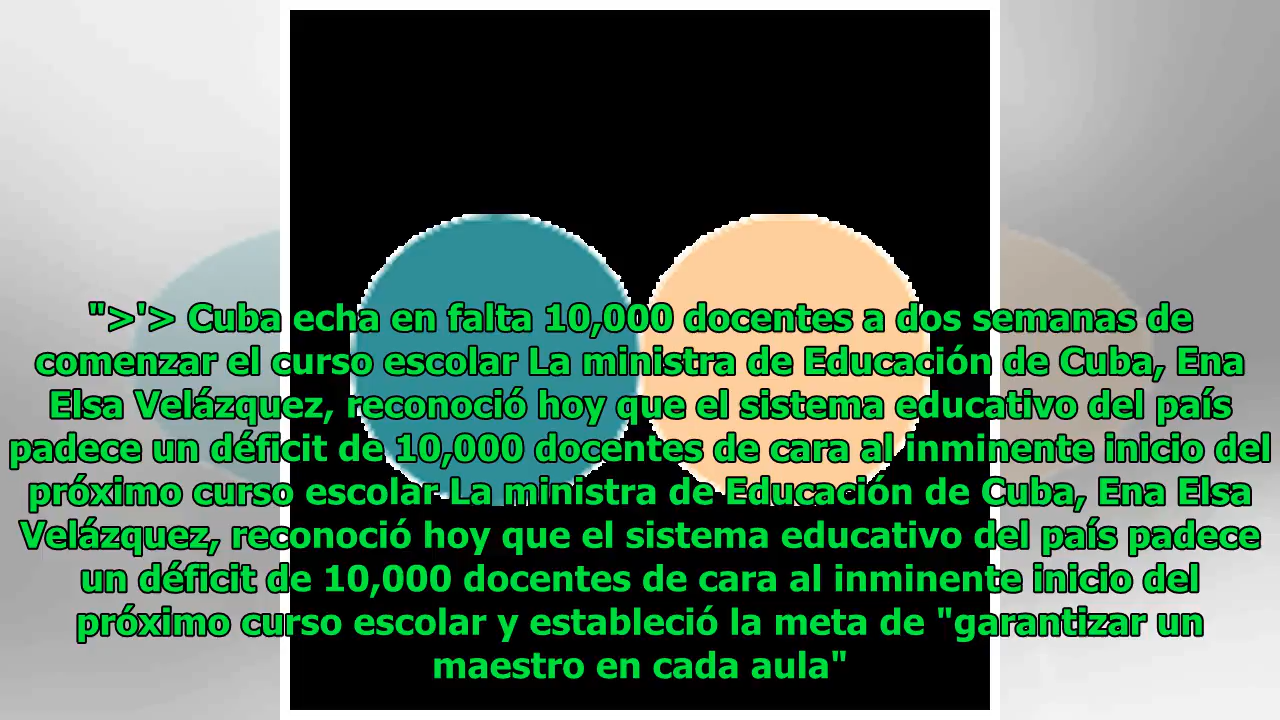 ">'> Cuba echa en falta 10,000 docentes a dos semanas de
comenzar el curso escolar La ministra de Educación de Cuba, Ena
Elsa Velázquez, reconoció hoy que el sistema educativo del país
padece un déficit de 10,000 docentes de cara al inminente inicio del
próximo curso escolar La ministra de Educación de Cuba, Ena Elsa
Velázquez, reconoció hoy que el sistema educativo del país padece
un déficit de 10,000 docentes de cara al inminente inicio del
próximo curso escolar y estableció la meta de "garantizar un
maestro en cada aula"